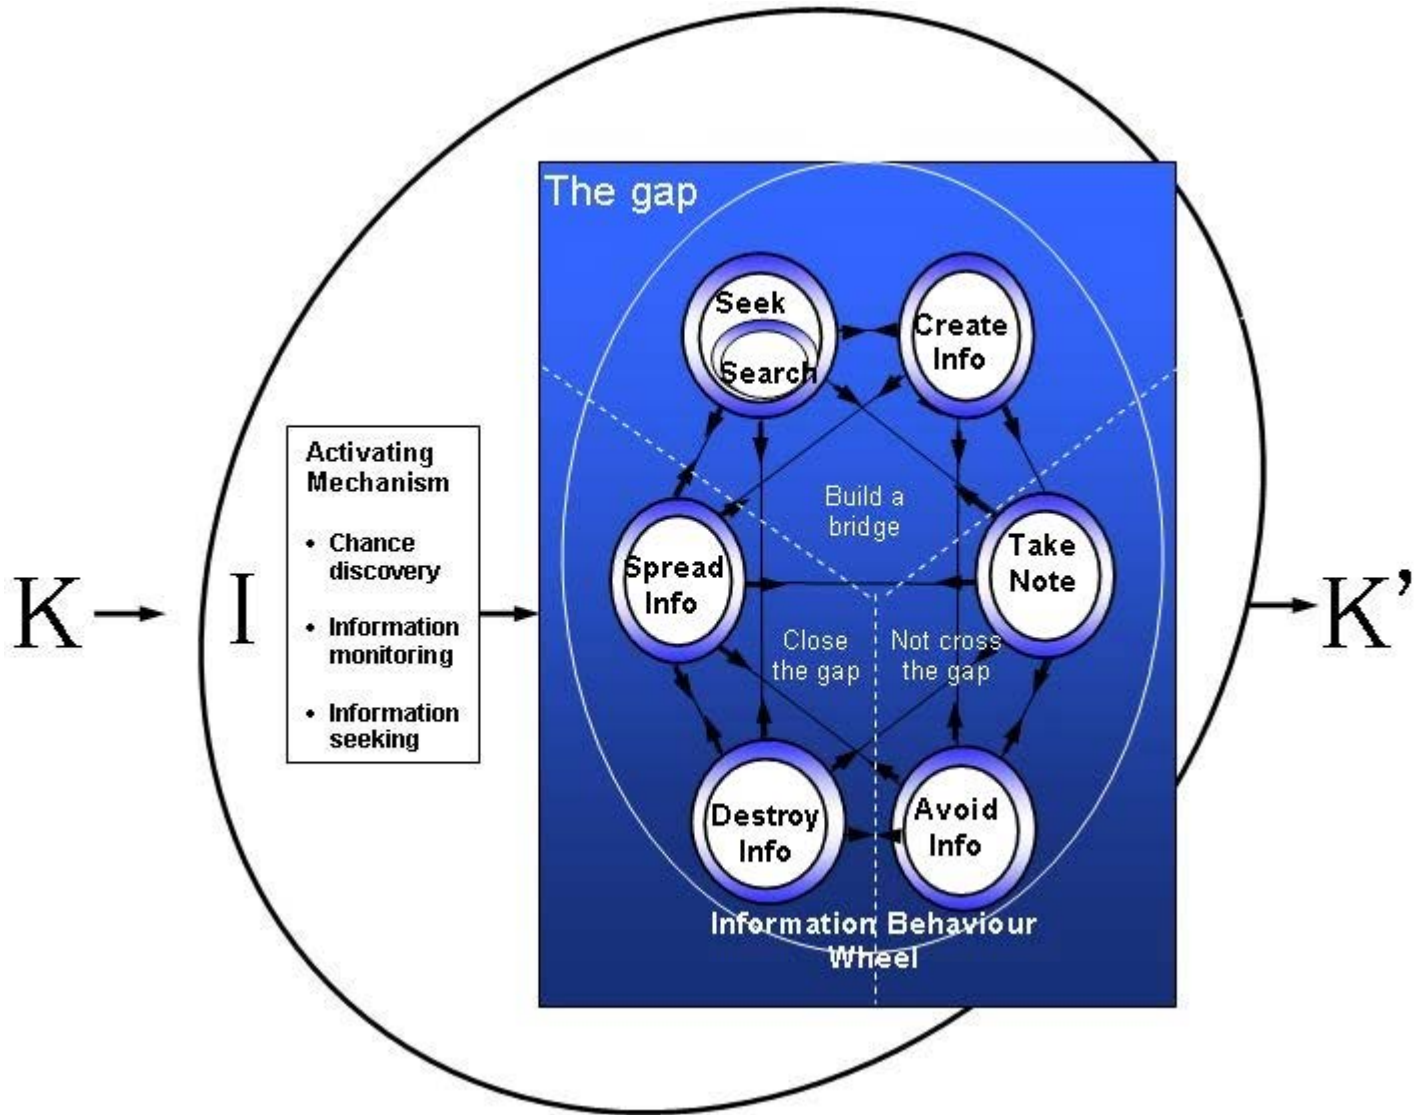 The gap
Seek
Search
Create
Info
Activating
Mechanism
• Chance
discovery
• Information
monitoring
• Information
seeking
Build a
bridge
Spread
Info
Take
Note
K
I
K’
Close
the gap
Not cross
the gap
Destroy
Info
Avoid
Info
Information Behaviour
Wheel